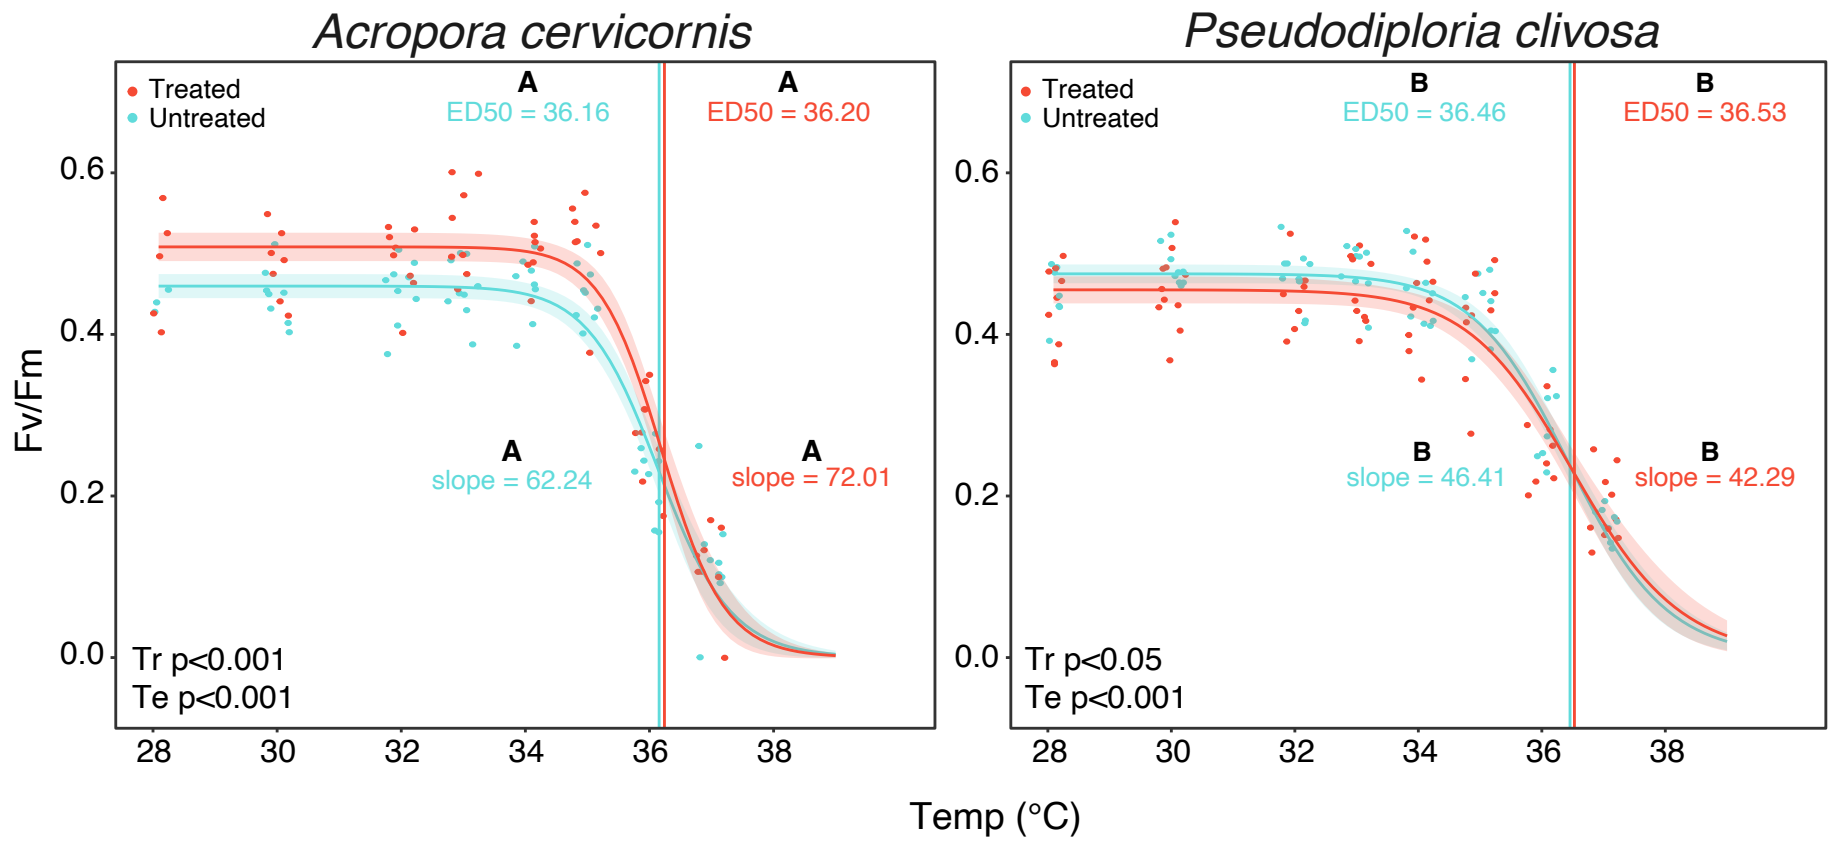 Acropora cervicornis
Treated
Untreated
A
ED50 = 36.16
A
ED50 = 36.20
A
slope = 62.24
A
slope = 72.01
Tr p<0.001
Te p<0.001
0.6
0.4
0.2
0.0
28 30 32 34 36 38
Pseudodiploria clivosa
Treated
Untreated
B
ED50 = 36.46
B
ED50 = 36.53
B
slope = 46.41
B
slope = 42.29
Tr p<0.05
Te p<0.001
0.6
0.4
0.2
0.0
28 30 32 34 36 38
Fv/Fm
Temp (°C)